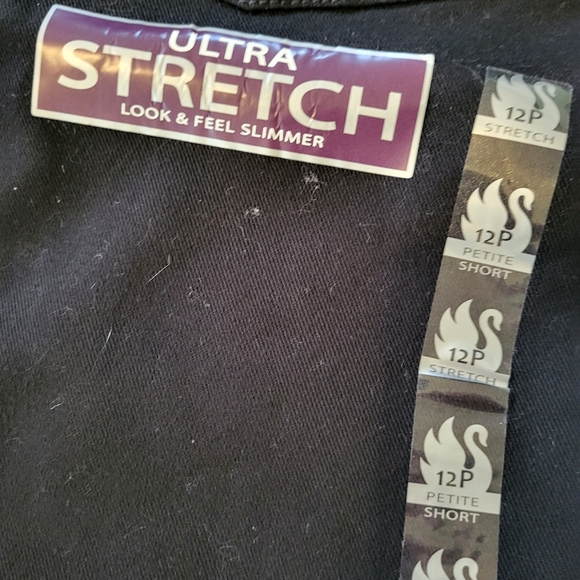 ULTRA
STRETCH
LOOK & FEEL SLIMMER
12P
STRETCH
12P
PETITE
SHORT
12P
STRETCH
12P
PETITE
SHORT